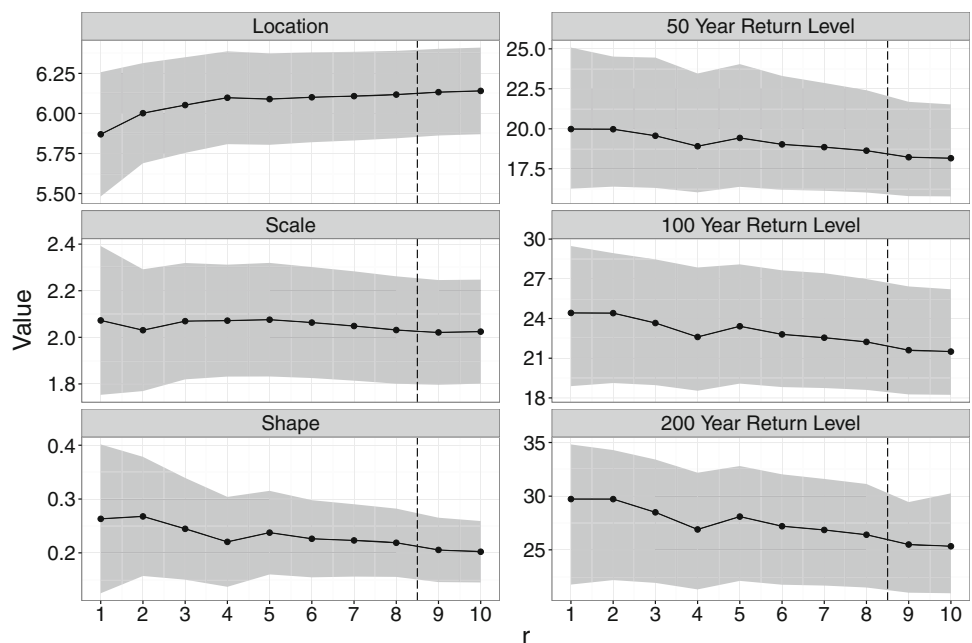 Location
50 Year Return Level
6.25
6.00
5.75
5.50
25.0
22.5
20.0
17.5
Scale
100 Year Return Level
2.4
2.2
2.0
1.8
30
27
24
21
18
Shape
200 Year Return Level
0.4
0.3
0.2
35
30
25
Value
1 2 3 4 5 6 7 8 9 10
1 2 3 4 5 6 7 8 9 10
r